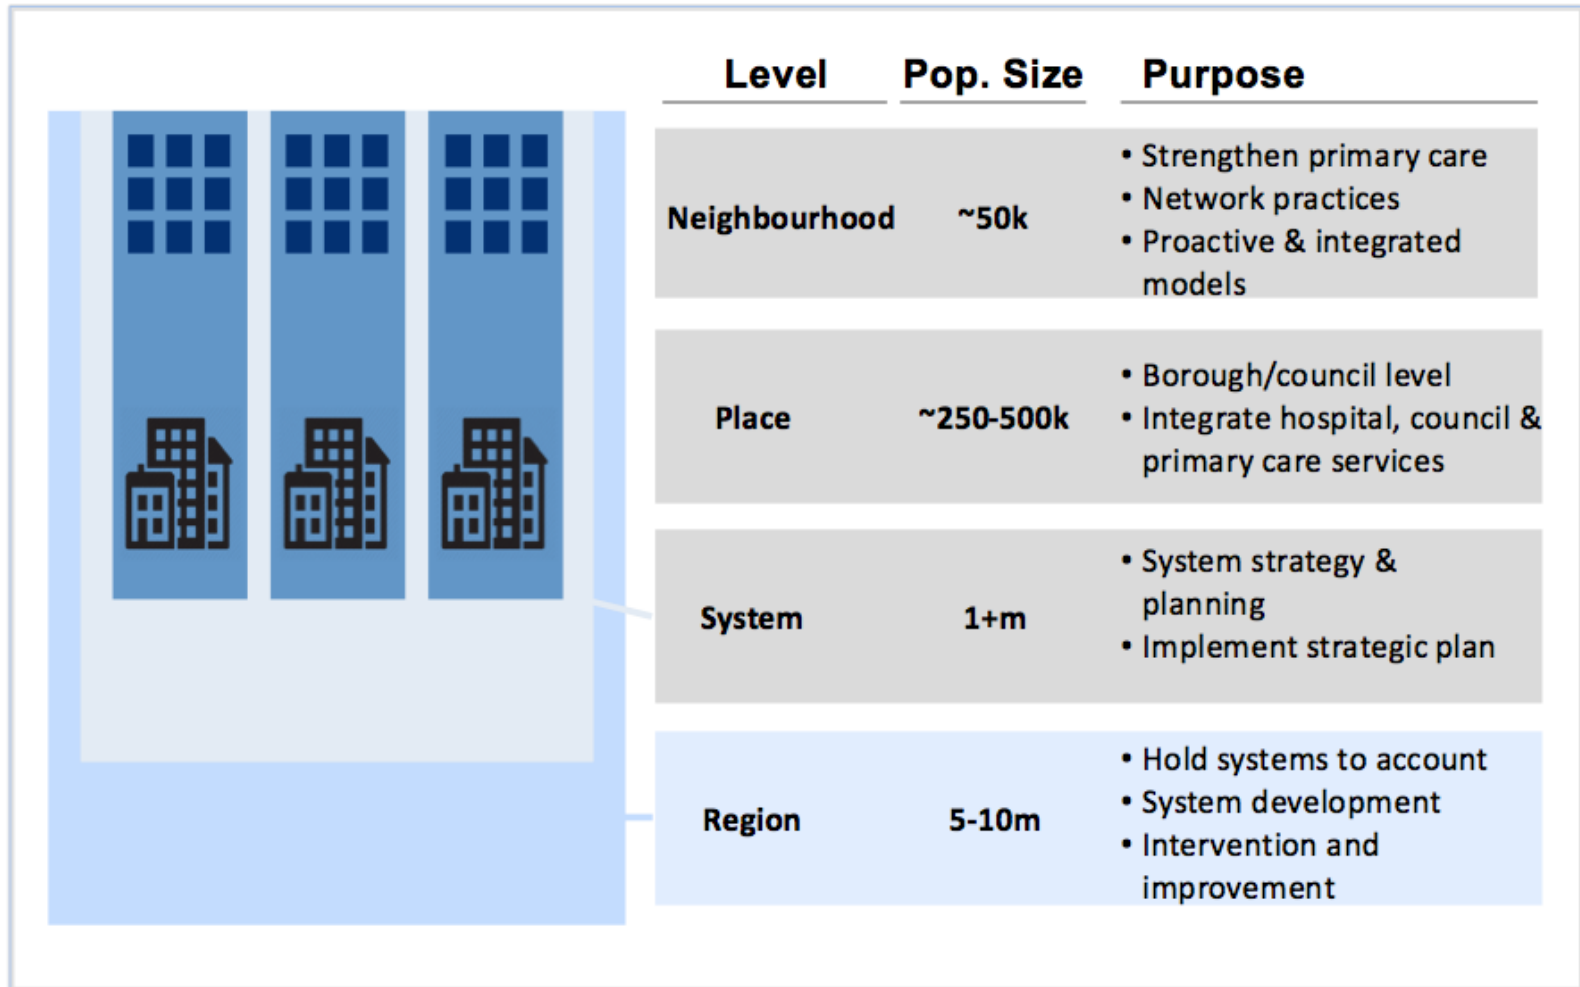 Level Pop. Size Purpose
• Strengthen primary care
• Network practices
Neighbourhood ~50k
• Proactive & integrated
models
• Borough/council level
Place ~250-500k
• Integrate hospital, council &
primary care services
• System strategy &
planning
System 1+m
• Implement strategic plan
• Hold systems to account
• System development
Region 5-10m
• Intervention and
improvement